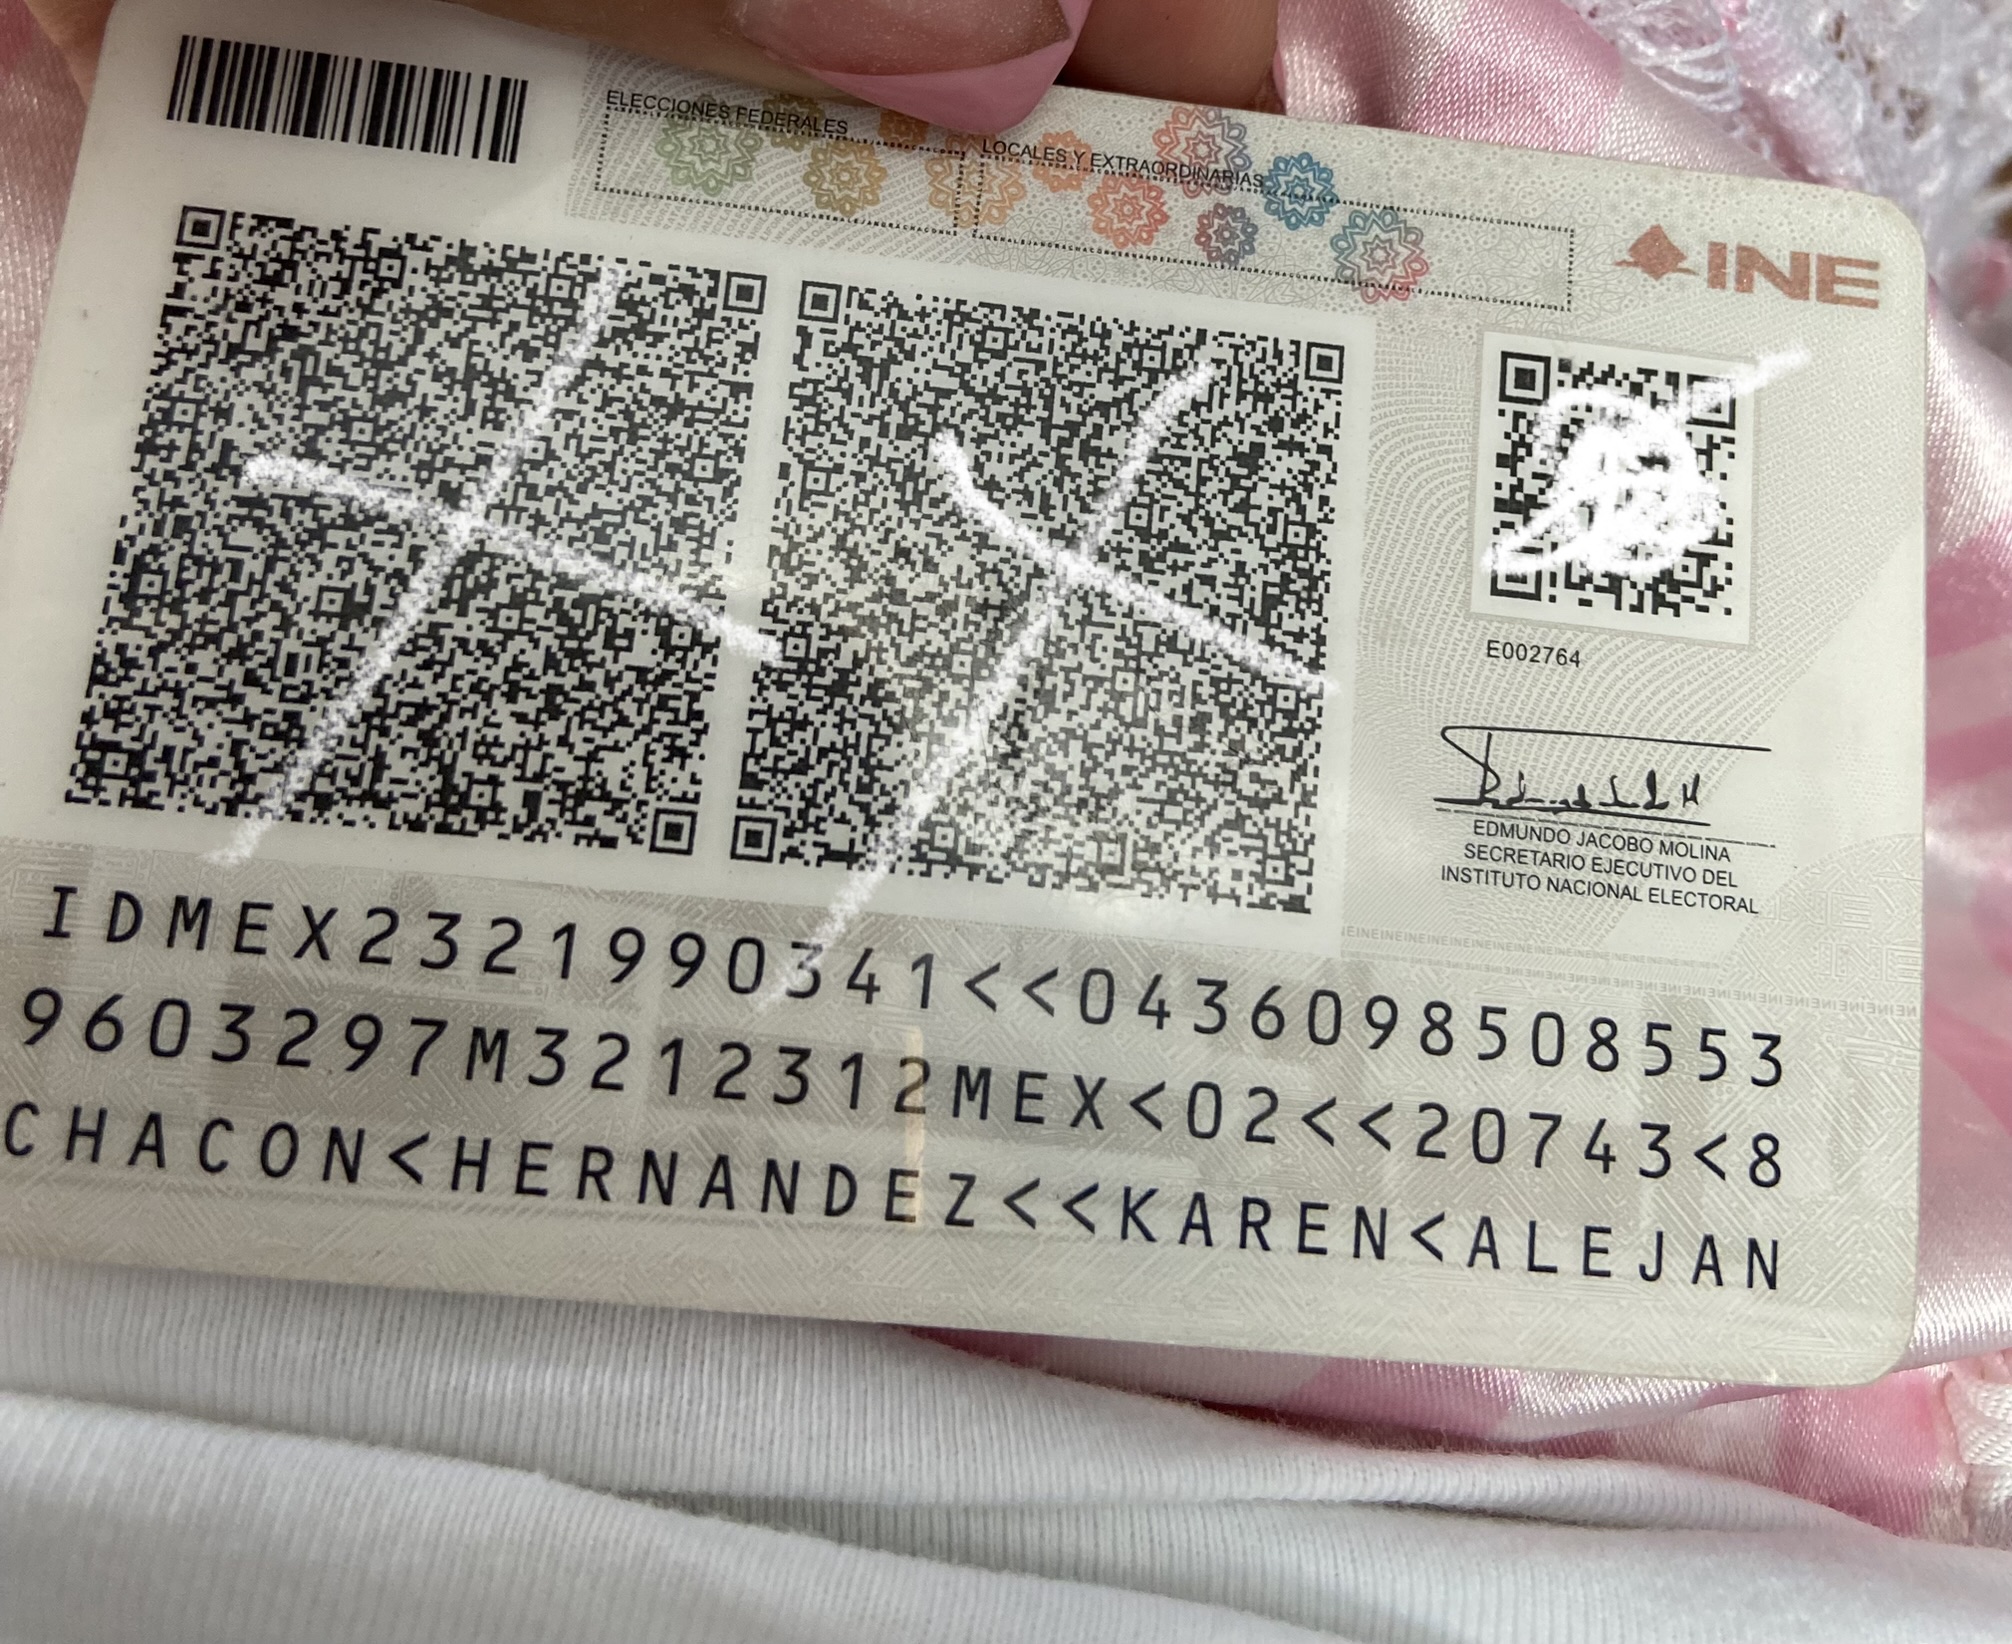 ELECCIONES FEDERALES
LOCALES Y EXTRAORDINARIAS
INE
E002764
EDMUNDO JACOBO MOLINA
SECRETARIO EJECUTIVO DEL
INSTITUTO NACIONAL ELECTORAL
IDMEX2321990341<<0436098508553
9603297M3212312MEX<02<<20743<8
CHACON<HERNANDEZ<<KAREN<ALEJAN